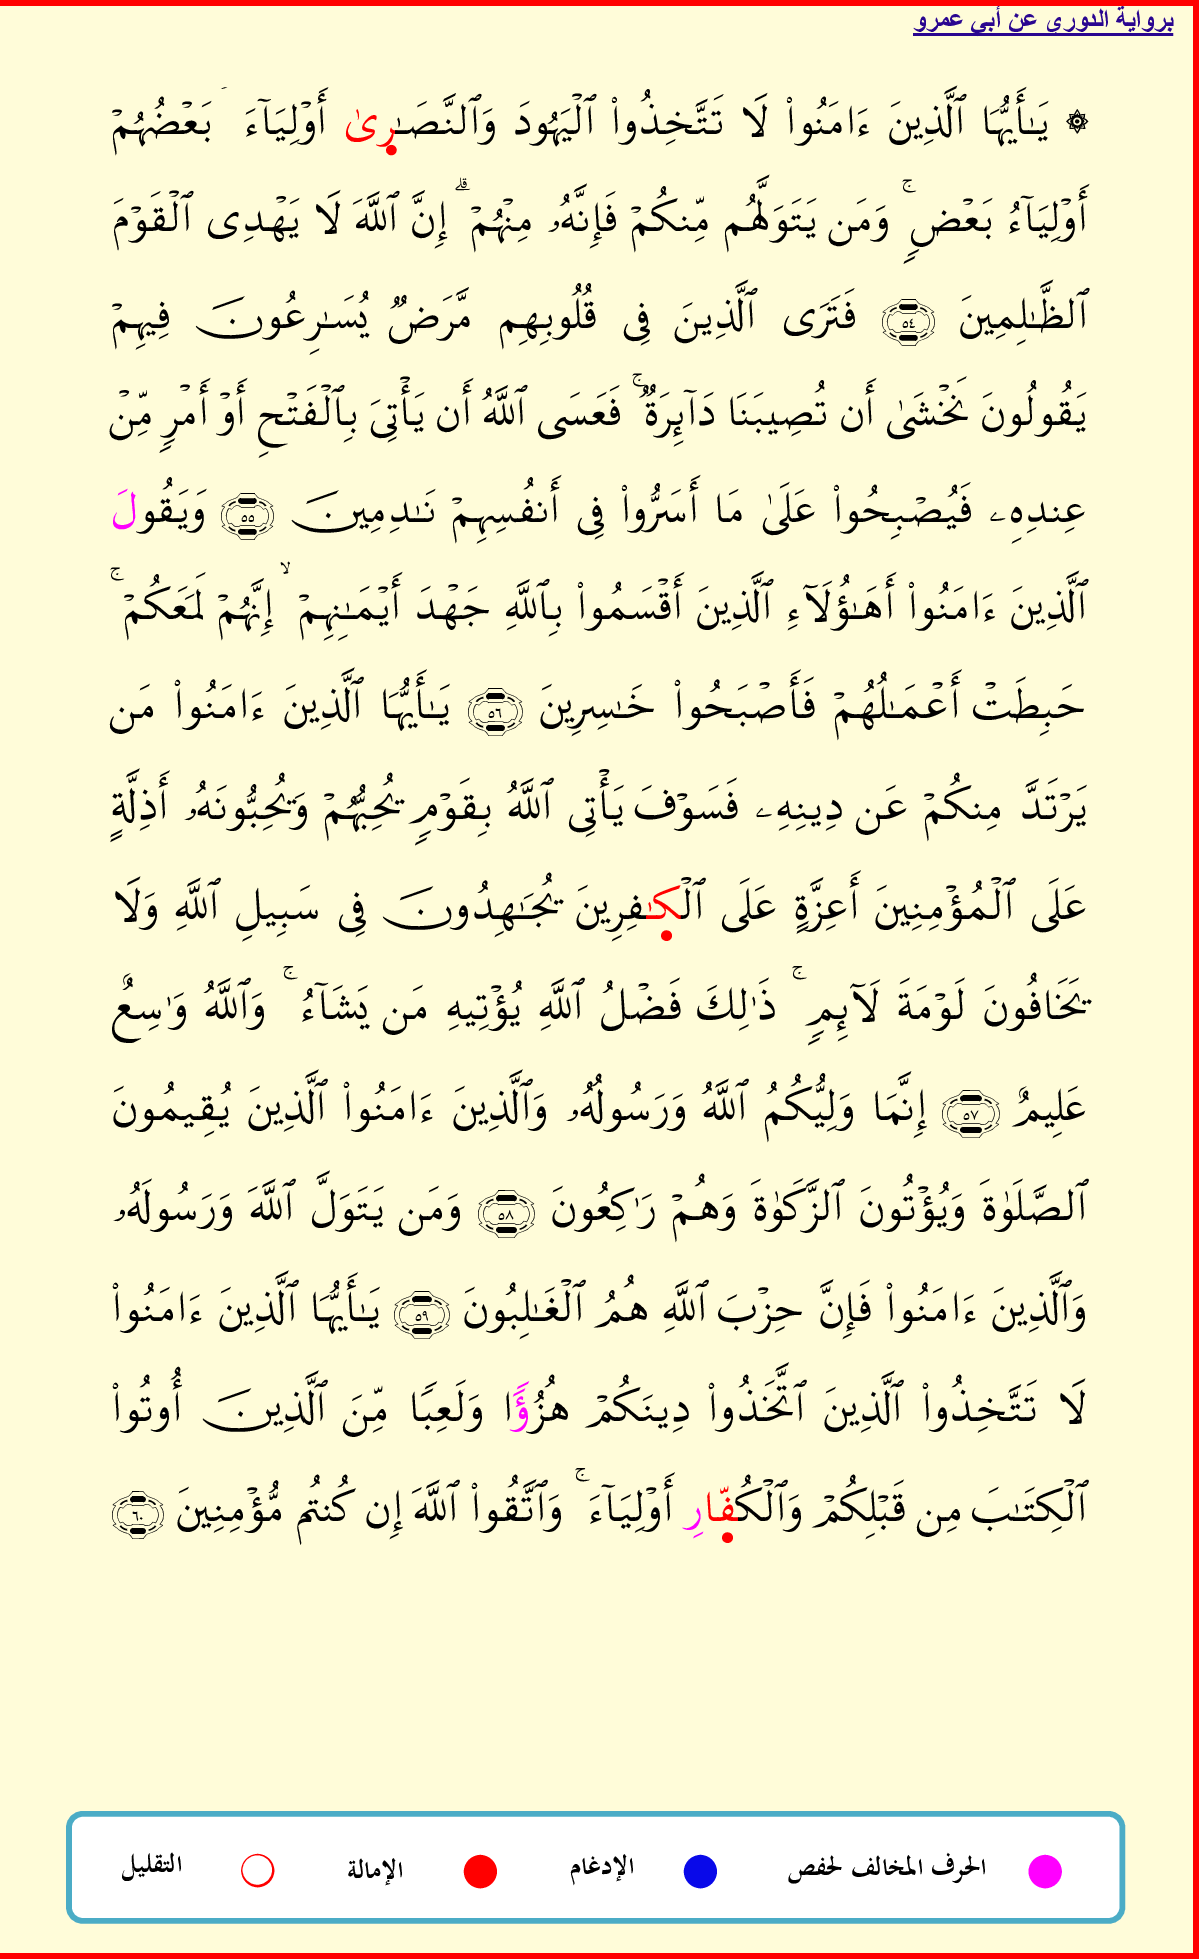 برواية الدوري عن أبي عمرو
۞ يَـٰٓأَيُّهَا ٱلَّذِينَ ءَامَنُوا۟ لَا تَتَّخِذُوا۟ ٱلۡيَهُودَ وَٱلنَّصَـٰرِىٰٓ أَوۡلِيَآءَ ۘ بَعۡضُهُمۡ
أَوۡلِيَآءُ بَعۡضٍ ۚ وَمَن يَتَوَلَّهُم مِّنكُمۡ فَإِنَّهُۥ مِنۡهُمۡ ۗ إِنَّ ٱللَّهَ لَا يَهۡدِى ٱلۡقَوۡمَ
ٱلظَّـٰلِمِينَ ٥٤ فَتَرَى ٱلَّذِينَ فِى قُلُوبِهِم مَّرَضٌ يُسَـٰرِعُونَ فِيهِمۡ
يَقُولُونَ نَخۡشَىٰٓ أَن تُصِيبَنَا دَآئِرَةٌ ۚ فَعَسَى ٱللَّهُ أَن يَأۡتِىَ بِٱلۡفَتۡحِ أَوۡ أَمۡرٍ مِّنۡ
عِندِهِۦ فَيُصۡبِحُوا۟ عَلَىٰ مَآ أَسَرُّوا۟ فِىٓ أَنفُسِهِمۡ نَـٰدِمِينَ ٥٥ وَيَقُولَ
ٱلَّذِينَ ءَامَنُوٓا۟ أَهَـٰٓؤُلَآءِ ٱلَّذِينَ أَقۡسَمُوا۟ بِٱللَّهِ جَهۡدَ أَيۡمَـٰنِهِمۡ ۙ إِنَّهُمۡ لَمَعَكُمۡ ۚ
حَبِطَتۡ أَعۡمَـٰلُهُمۡ فَأَصۡبَحُوا۟ خَـٰسِرِينَ ٥٦ يَـٰٓأَيُّهَا ٱلَّذِينَ ءَامَنُوا۟ مَن
يَرۡتَدَّ مِنكُمۡ عَن دِينِهِۦ فَسَوۡفَ يَأۡتِى ٱللَّهُ بِقَوۡمٍ يُحِبُّهُمۡ وَيُحِبُّونَهُۥٓ أَذِلَّةٍ
عَلَى ٱلۡمُؤۡمِنِينَ أَعِزَّةٍ عَلَى ٱلۡكَـٰفِرِينَ يُجَـٰهِدُونَ فِى سَبِيلِ ٱللَّهِ وَلَا
يَخَافُونَ لَوۡمَةَ لَآئِمٍ ۚ ذَٰلِكَ فَضۡلُ ٱللَّهِ يُؤۡتِيهِ مَن يَشَآءُ ۚ وَٱللَّهُ وَٰسِعٌ
عَلِيمٌ ٥٧ إِنَّمَا وَلِيُّكُمُ ٱللَّهُ وَرَسُولُهُۥ وَٱلَّذِينَ ءَامَنُوا۟ ٱلَّذِينَ يُقِيمُونَ
ٱلصَّلَوٰةَ وَيُؤۡتُونَ ٱلزَّكَوٰةَ وَهُمۡ رَٰكِعُونَ ٥٨ وَمَن يَتَوَلَّ ٱللَّهَ وَرَسُولَهُۥ
وَٱلَّذِينَ ءَامَنُوا۟ فَإِنَّ حِزۡبَ ٱللَّهِ هُمُ ٱلۡغَـٰلِبُونَ ٥٩ يَـٰٓأَيُّهَا ٱلَّذِينَ ءَامَنُوا۟
لَا تَتَّخِذُوا۟ ٱلَّذِينَ ٱتَّخَذُوا۟ دِينَكُمۡ هُزُؤًا وَلَعِبًا مِّنَ ٱلَّذِينَ أُوتُوا۟
ٱلۡكِتَـٰبَ مِن قَبۡلِكُمۡ وَٱلۡكُفَّارِ أَوۡلِيَآءَ ۚ وَٱتَّقُوا۟ ٱللَّهَ إِن كُنتُم مُّؤۡمِنِينَ ٦٠
الحرف المخالف لحفص الإدغام الإمالة التقليل